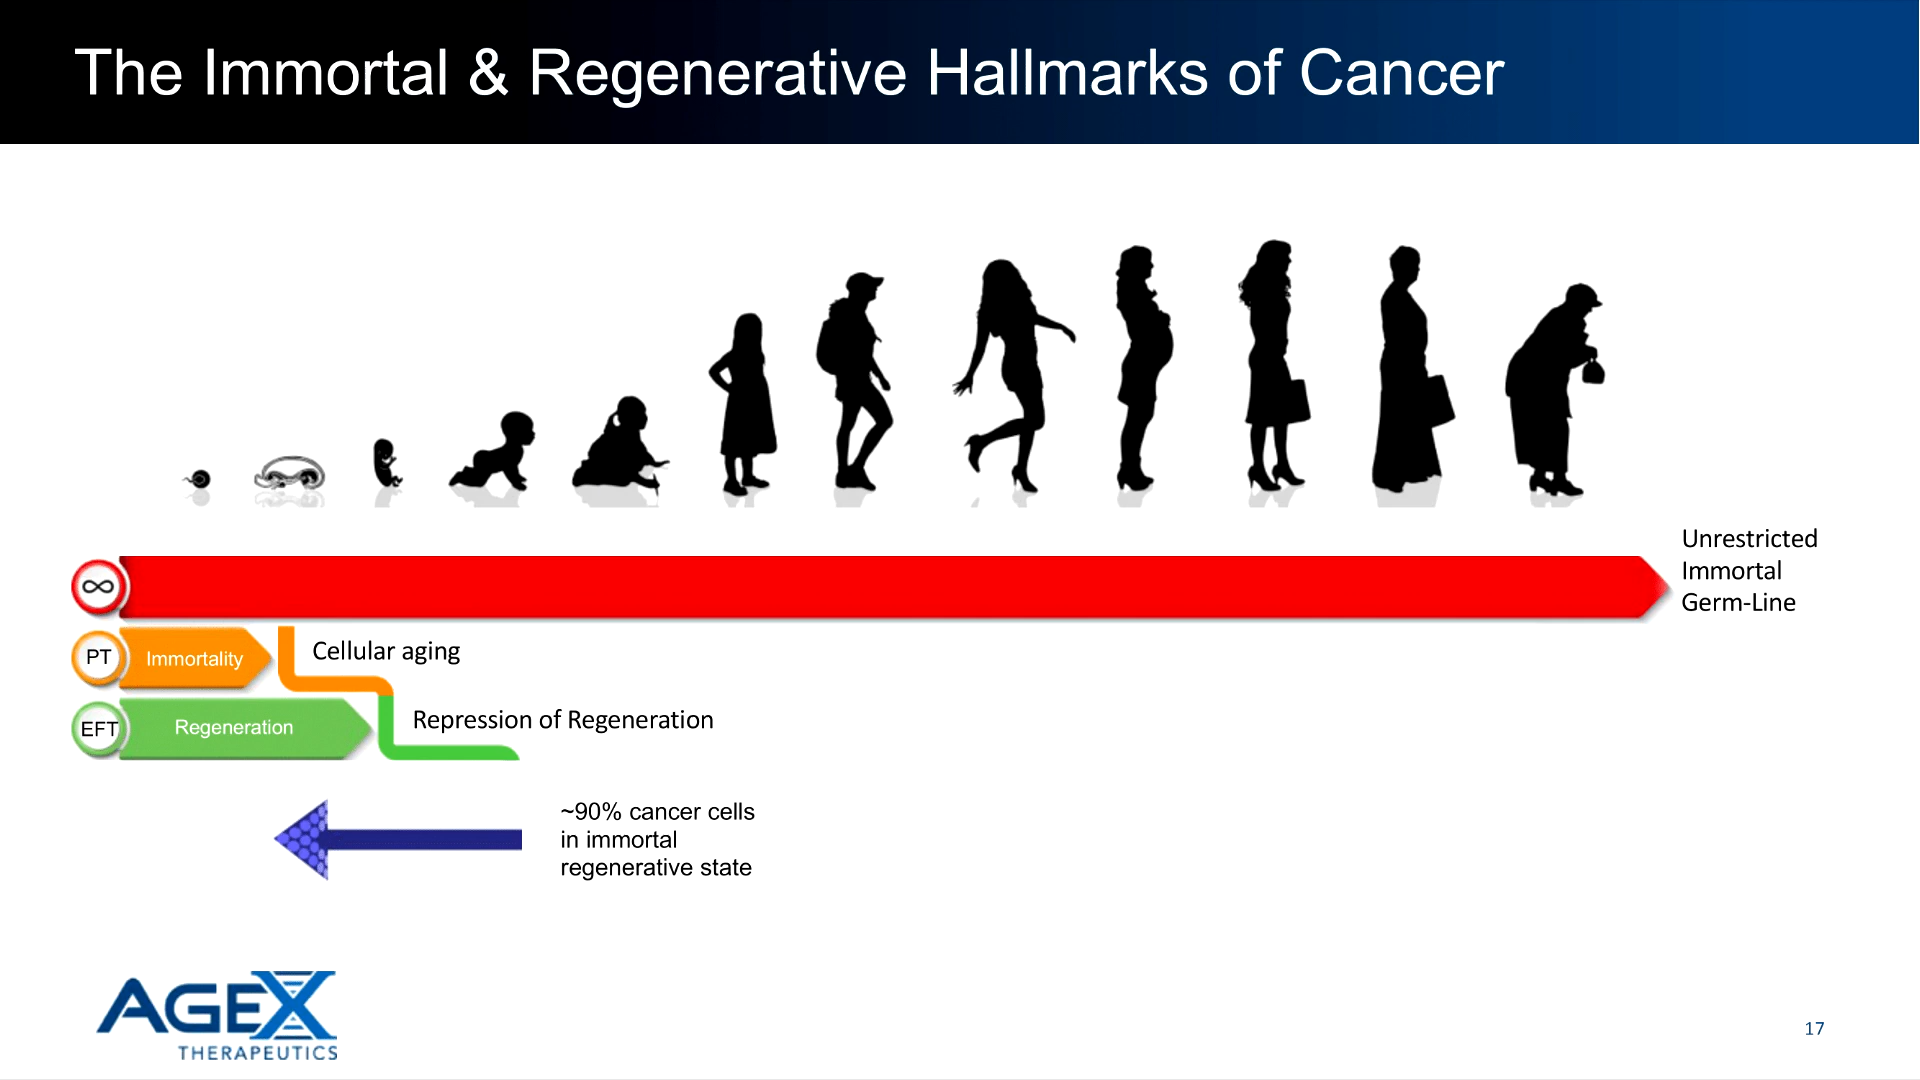 The Immortal & Regenerative Hallmarks of Cancer
Unrestricted
Immortal
Germ-Line
∞
PT
Immortality
Cellular aging
EFT
Regeneration
Repression of Regeneration
~90% cancer cells
in immortal
regenerative state
AGEX
THERAPEUTICS
17